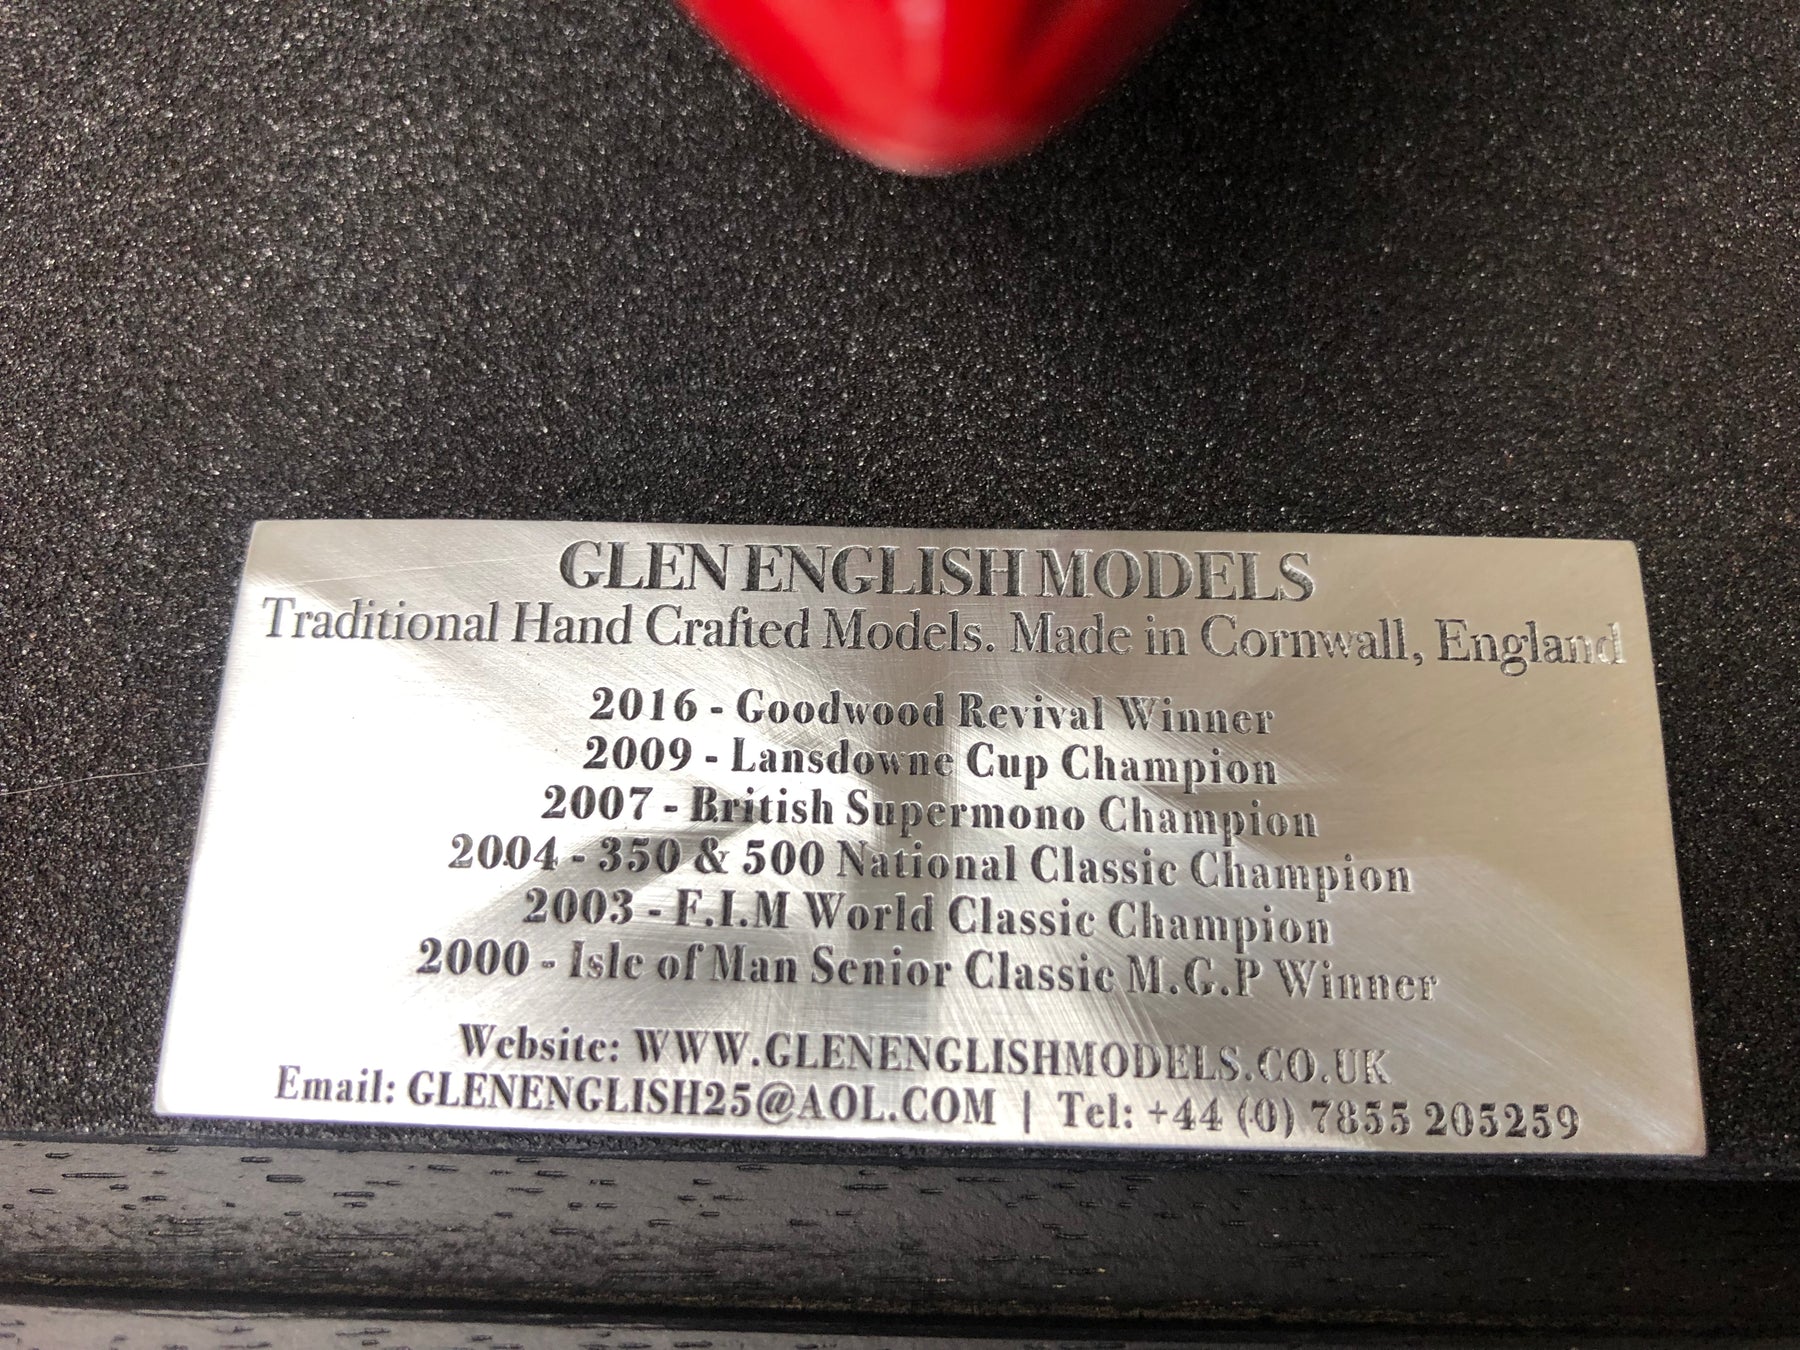 GLEN ENGLISH MODELS
Traditional Hand Crafted Models. Made in Cornwall, England
2016 - Goodwood Revival Winner
2009 - Lansdowne Cup Champion
2007 - British Supermono Champion
2004 - 350 & 500 National Classic Champion
2003 - F.I.M World Classic Champion
2000 - Isle of Man Senior Classic M.G.P Winner
Website: WWW.GLENENGLISHMODELS.CO.UK
Email: GLENENGLISH25@AOL.COM | Tel: +44 (0) 7855 205259